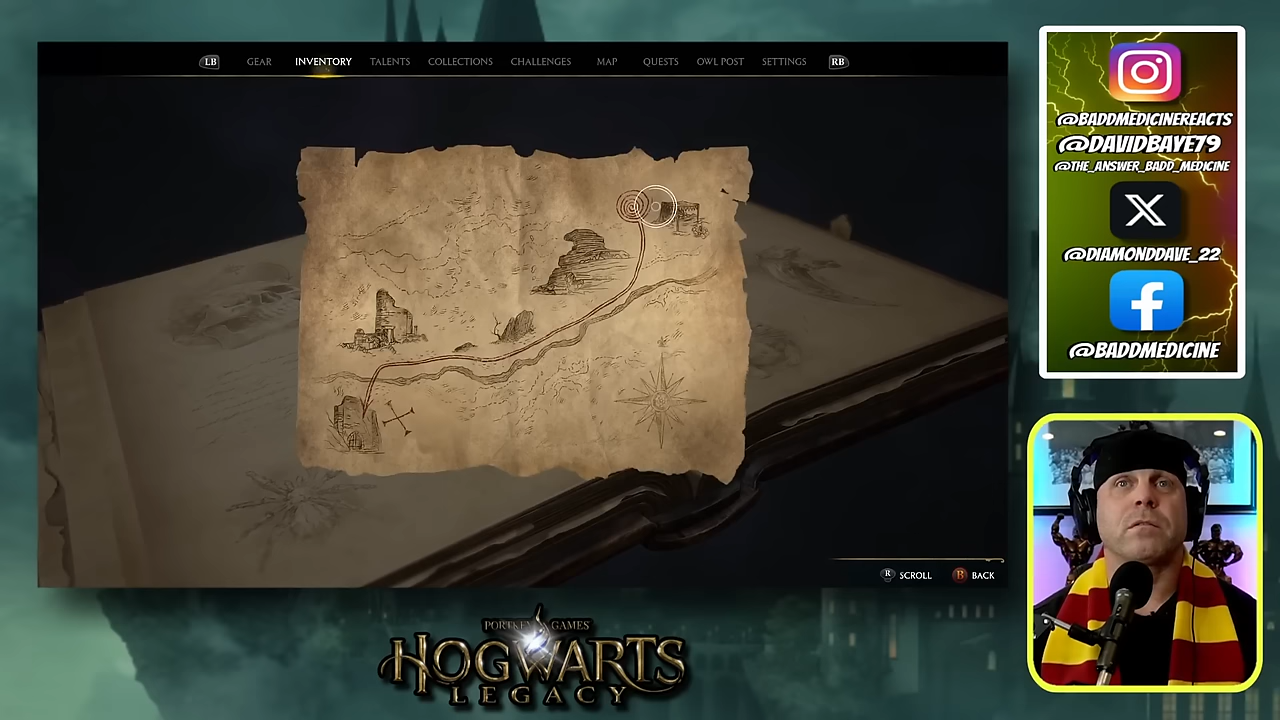 LB GEAR INVENTORY TALENTS COLLECTIONS CHALLENGES MAP QUESTS OWL POST SETTINGS RB
R SCROLL B BACK
PORTKEY GAMES
HOGWARTS
LEGACY
@BADDMEDICINEREACTS
@DAVIDBAYE79
@THE_ANSWER_BADD_MEDICINE
@DIAMONDDAVE_22
@BADDMEDICINE